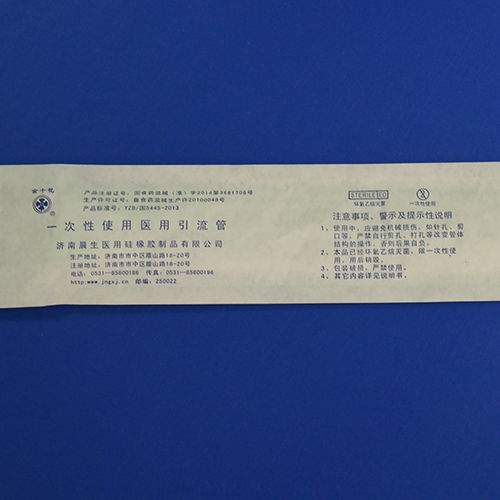 金十花
产品注册证号：国食药监械（准）字2014第3661708号
生产许可证号：鲁食药监械生产许20100048号
产品标准号：YZB/国5445-2013
一次性使用医用引流管
济南晨生医用硅橡胶制品有限公司
生产地址：济南市市中区腊山路18-20号
注册地址：济南市市中区腊山路18-20号
电话：0531-85600186 传真：0531-85600186
http:www.jngxj.cn 邮编：250022
STERILE EO
环氧乙烷灭菌
一次性使用
注意事项、警示及提示性说明
1、使用中，应避免机械损伤，如针孔、剪
口等，严禁自行剪孔、打孔等改变管体
结构的操作，否则后果自负。
2、本品已经环氧乙烷灭菌，限一次性使
用，用后销毁。
3、包装破损，严禁使用。
4、其它内容详见说明书。